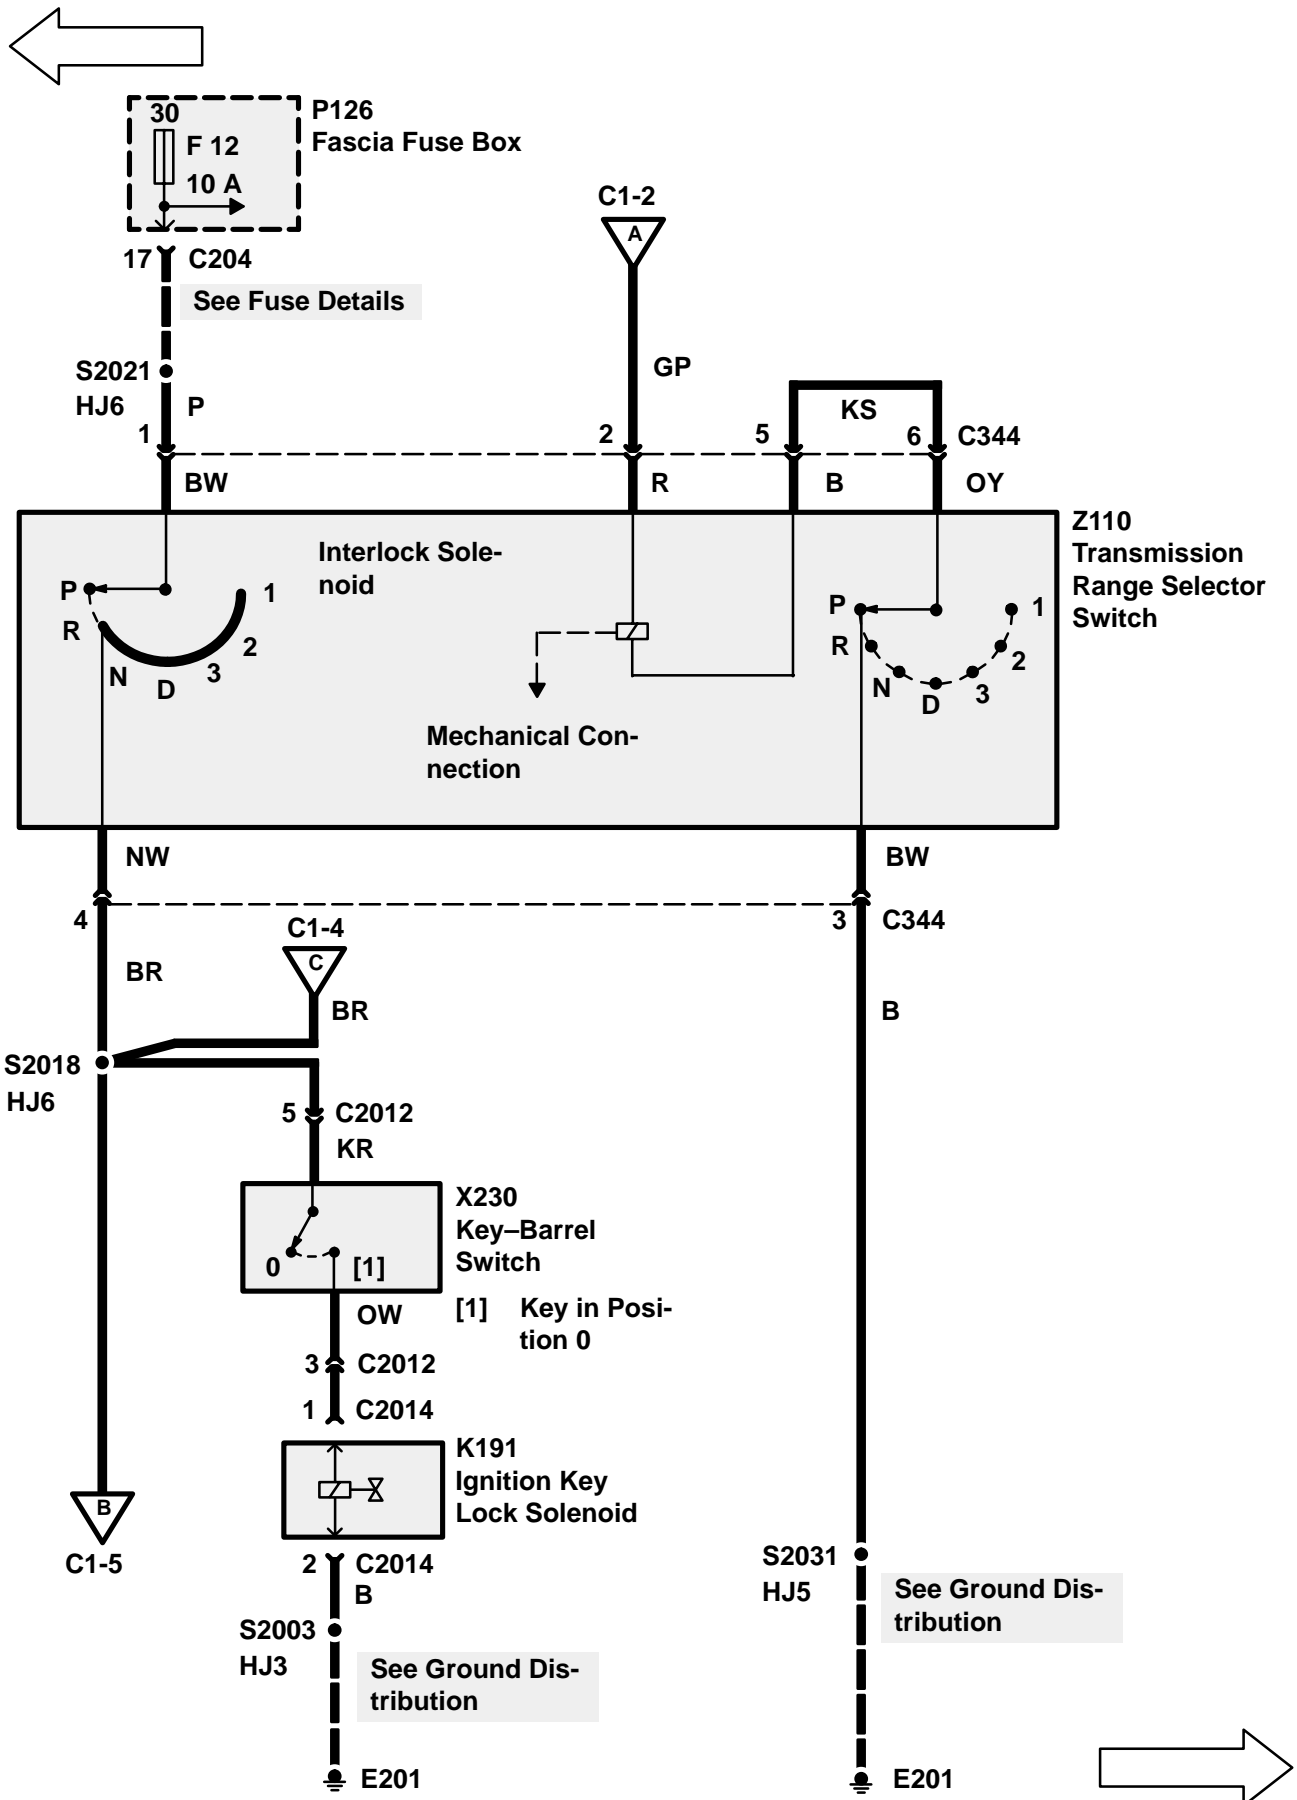 30
F 12
10 A
P126
Fascia Fuse Box
17
C204
See Fuse Details
C1-2
A
GP
S2021
HJ6
P
KS
1
2
5
6
C344
BW
R
B
OY
Z110
Transmission
Range Selector
Switch
Interlock Sole-
noid
P
R
N
D
3
2
1
Mechanical Con-
nection
P
R
N
D
3
2
1
NW
BW
4
3
C344
C1-4
C
BR
BR
B
S2018
HJ6
5
C2012
KR
X230
Key–Barrel
Switch
0
[1]
[1] Key in Posi-
tion 0
OW
3
C2012
1
C2014
K191
Ignition Key
Lock Solenoid
B
C1-5
2
C2014
B
S2003
HJ3
See Ground Dis-
tribution
E201
S2031
HJ5
See Ground Dis-
tribution
E201